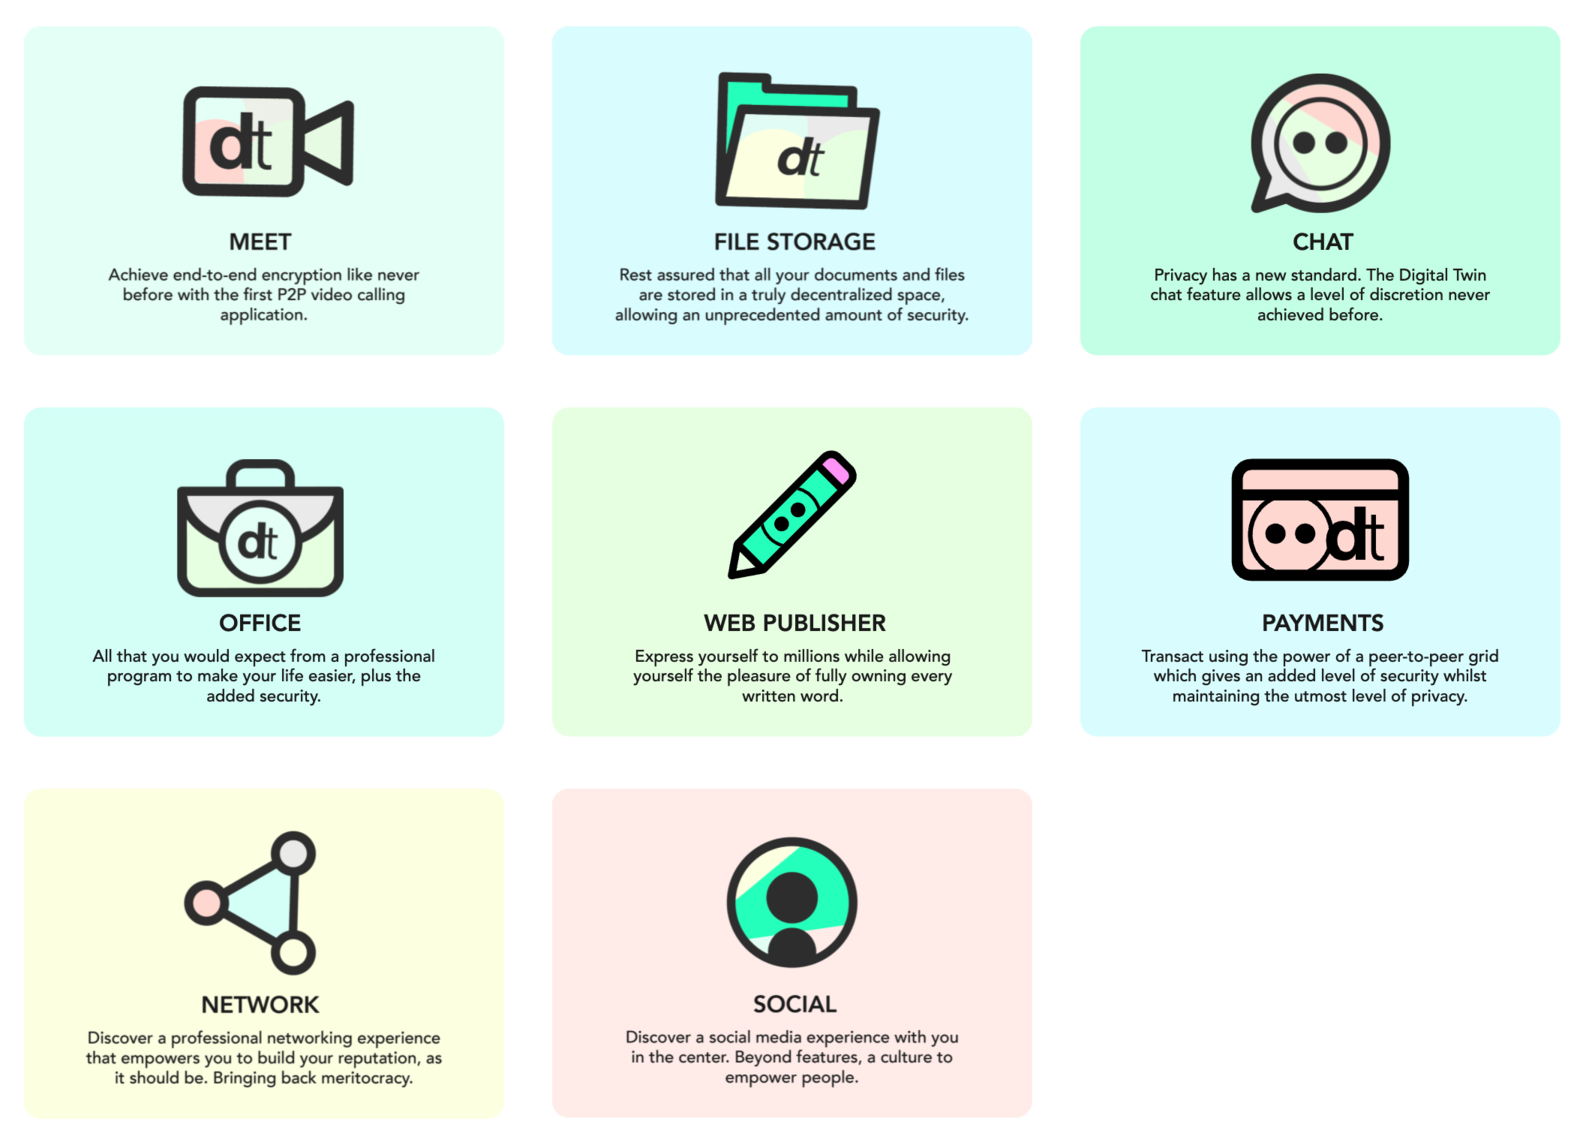 dt
MEET
Achieve end-to-end encryption like never
before with the first P2P video calling
application.
dt
FILE STORAGE
Rest assured that all your documents and files
are stored in a truly decentralized space,
allowing an unprecedented amount of security.
CHAT
Privacy has a new standard. The Digital Twin
chat feature allows a level of discretion never
achieved before.
dt
OFFICE
All that you would expect from a professional
program to make your life easier, plus the
added security.
WEB PUBLISHER
Express yourself to millions while allowing
yourself the pleasure of fully owning every
written word.
dt
PAYMENTS
Transact using the power of a peer-to-peer grid
which gives an added level of security whilst
maintaining the utmost level of privacy.
NETWORK
Discover a professional networking experience
that empowers you to build your reputation, as
it should be. Bringing back meritocracy.
SOCIAL
Discover a social media experience with you
in the center. Beyond features, a culture to
empower people.